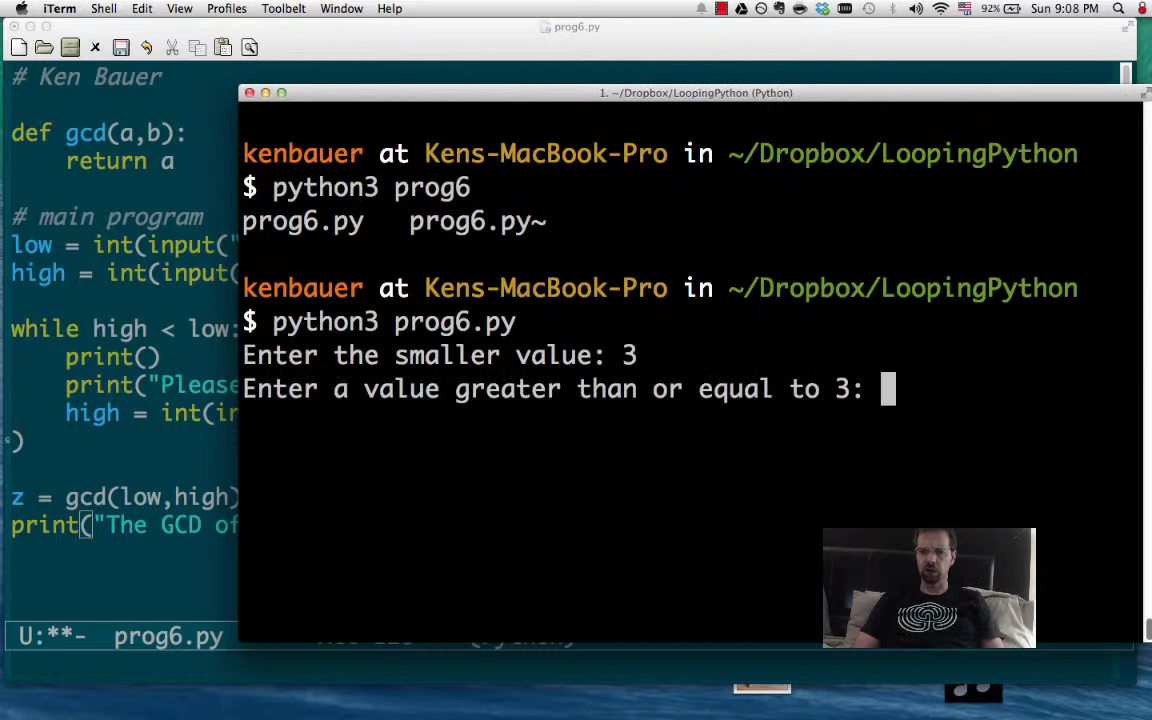 iTerm Shell Edit View Profiles Toolbelt Window Help 92% Sun 9:08 PM
prog6.py
# Ken Bauer
def gcd(a,b):
return a
# main program
low = int(input("
high = int(input(
while high < low:
print()
print("Please
high = int(in
)
z = gcd(low,high)
print("The GCD of
U:**- prog6.py
1. ~/Dropbox/LoopingPython (Python)
kenbauer at Kens-MacBook-Pro in ~/Dropbox/LoopingPython
$ python3 prog6
prog6.py prog6.py~
kenbauer at Kens-MacBook-Pro in ~/Dropbox/LoopingPython
$ python3 prog6.py
Enter the smaller value: 3
Enter a value greater than or equal to 3: